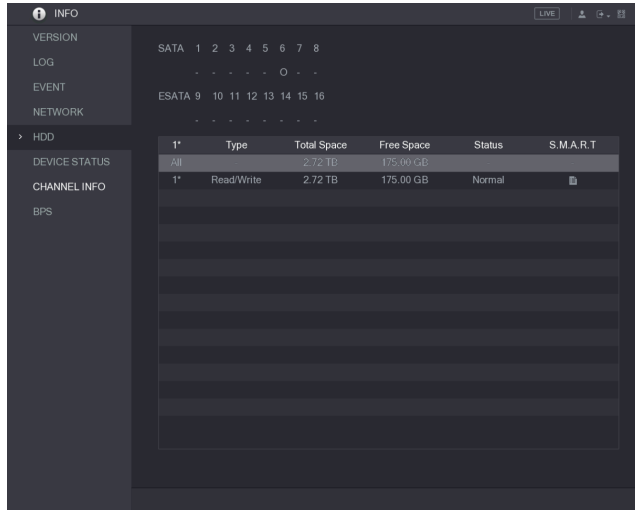 INFO
LIVE
VERSION
LOG
EVENT
NETWORK
> HDD
DEVICE STATUS
CHANNEL INFO
BPS
SATA 1 2 3 4 5 6 7 8
- - - - - O - -
ESATA 9 10 11 12 13 14 15 16
- - - - - - - -
1* Type Total Space Free Space Status S.M.A.R.T
All 2.72 TB 175.00 GB
1* Read/Write 2.72 TB 175.00 GB Normal